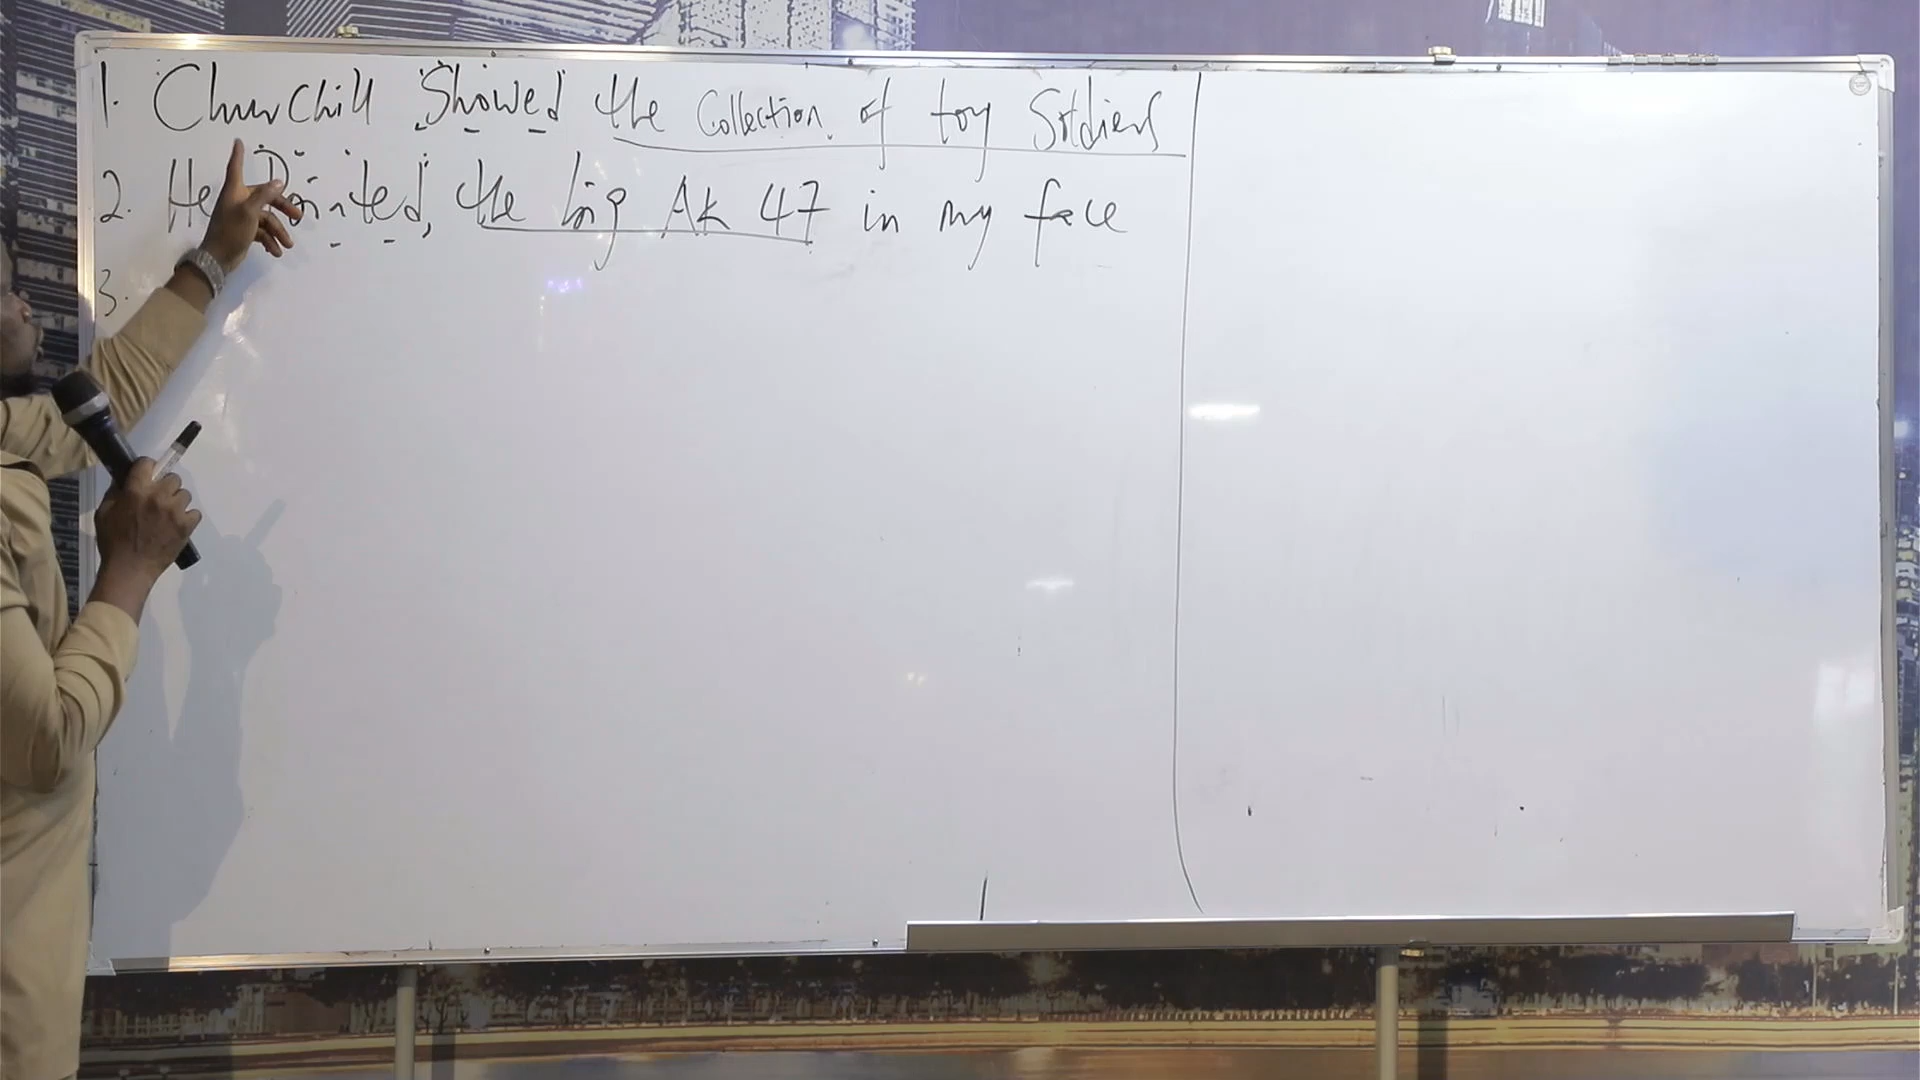 1. Churchill Showed the Collection of toy Soldiers
2. He Pointed, the big AK 47 in my face
3.